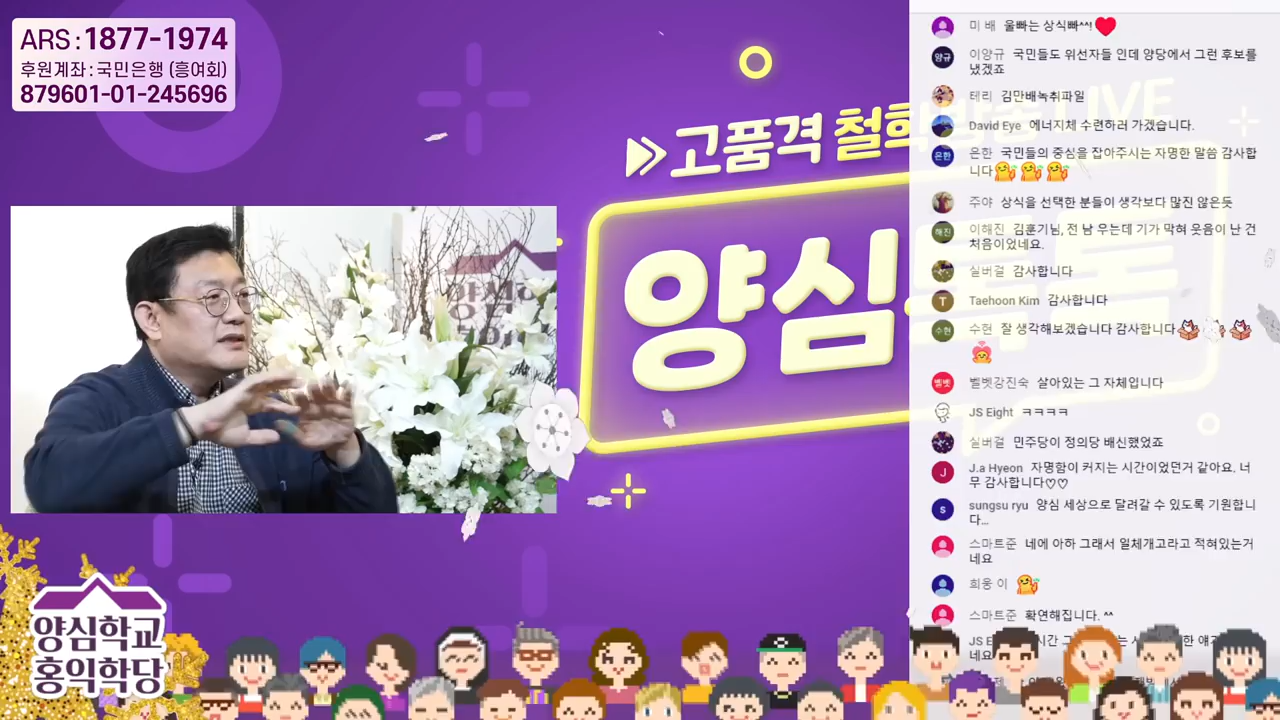 ARS : 1877-1974
후원계좌 : 국민은행 (흥여회)
879601-01-245696
고품격 철학
LIVE
양심
양심학교
홍익학당
미 배 울빠는 상식빠^^!
이양규 국민들도 위선자들 인데 양당에서 그런 후보를
냈겠죠
테리 김만배녹취파일
David Eye 에너지체 수련하러 가겠습니다.
은한 국민들의 중심을 잡아주시는 자명한 말씀 감사합
니다
주야 상식을 선택한 분들이 생각보다 많진 않은듯
이해진 김훈기님, 전 남 우는데 기가 막혀 웃음이 난 건
처음이었네요.
실버걸 감사합니다
Taehoon Kim 감사합니다
수현 잘 생각해보겠습니다 감사합니다
벨벳강진숙 살아있는 그 자체입니다
JS Eight ㅋㅋㅋㅋ
실버걸 민주당이 정의당 배신했었죠
J.a Hyeon 자명함이 커지는 시간이었던거 같아요. 너
무 감사합니다♡♡
sungsu ryu 양심 세상으로 달려갈 수 있도록 기원합니
다...
스마트준 네에 아하 그래서 일체개고라고 적혀있는거
네요
희웅 이
스마트준 확연해집니다. ^^
네요